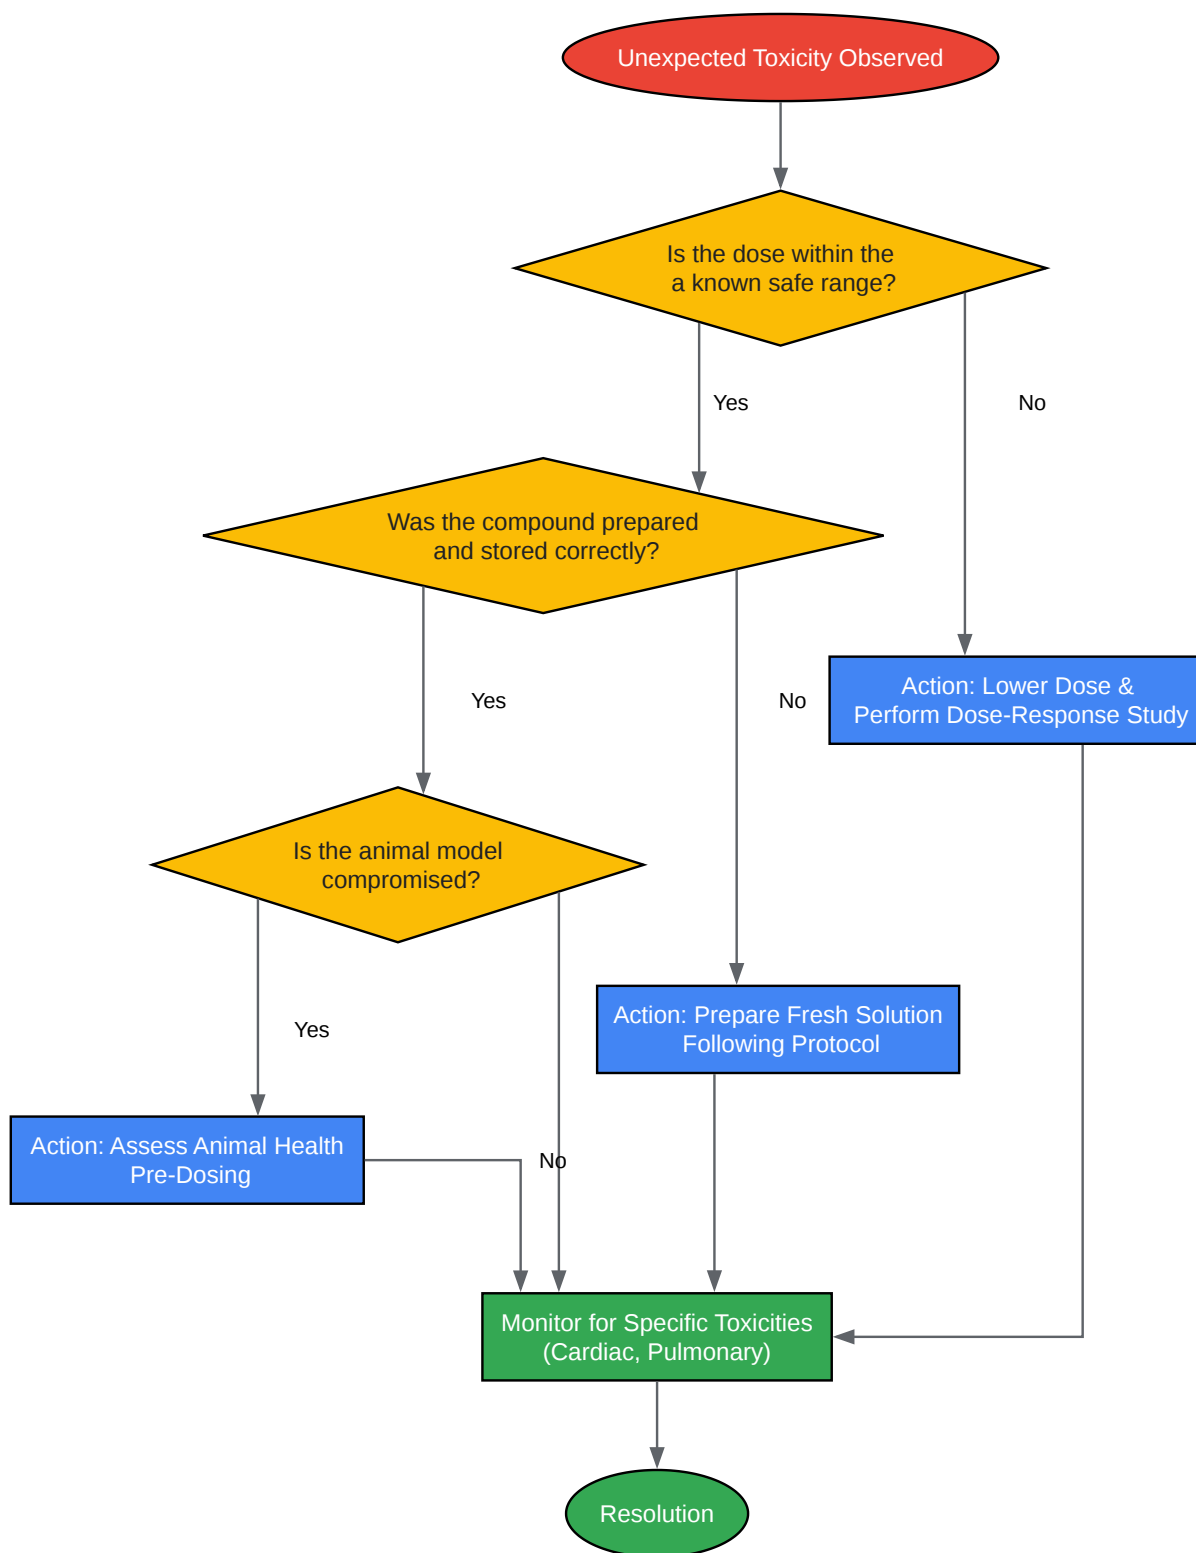 Unexpected Toxicity Observed
Is the dose within the
a known safe range?
Yes
No
Was the compound prepared
and stored correctly?
Yes
No
Action: Lower Dose &
Perform Dose-Response Study
Is the animal model
compromised?
Yes
Action: Prepare Fresh Solution
Following Protocol
Action: Assess Animal Health
Pre-Dosing
No
Monitor for Specific Toxicities
(Cardiac, Pulmonary)
Resolution